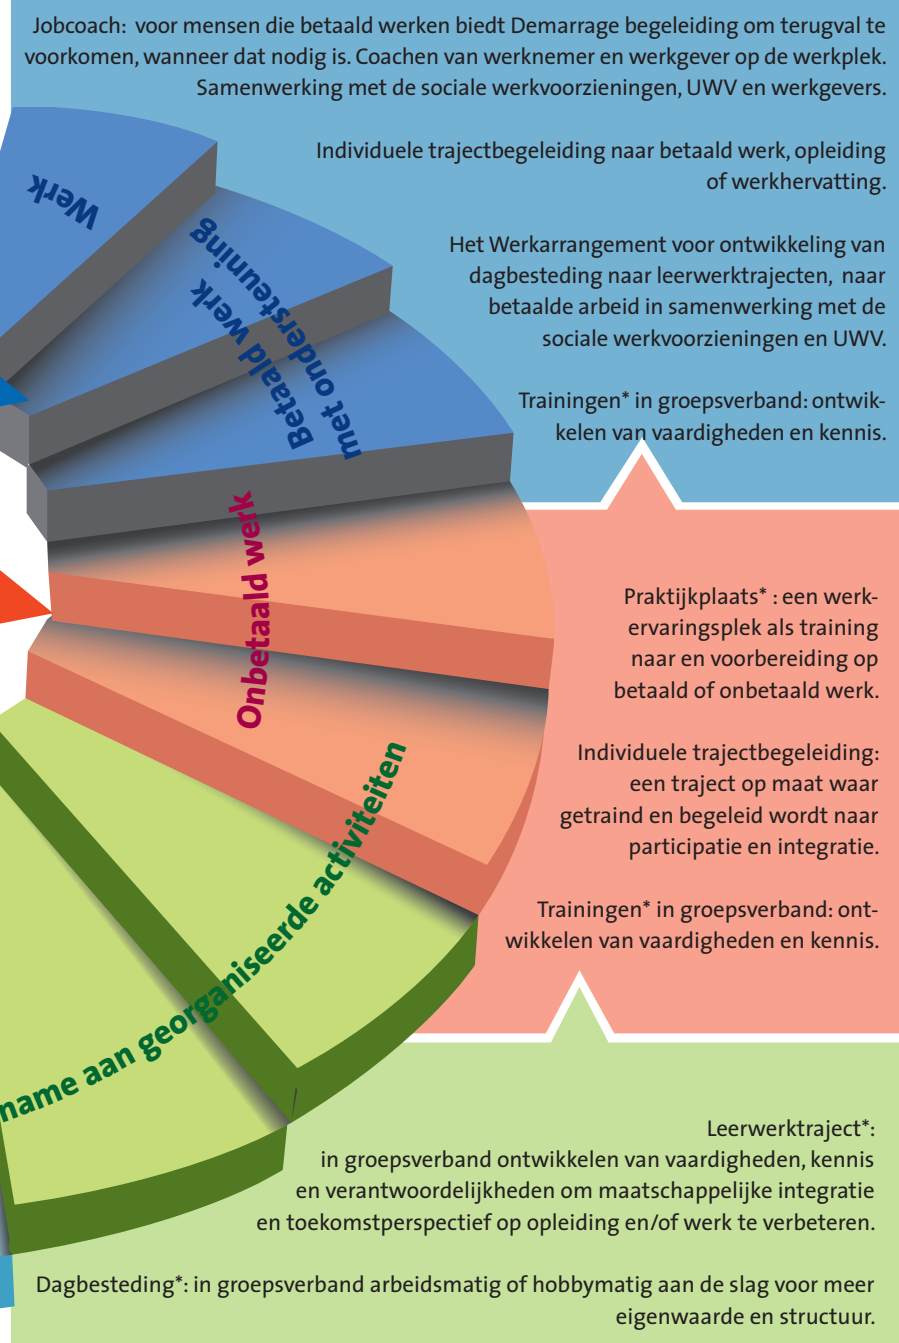 Jobcoach: voor mensen die betaald werken biedt Demarrage begeleiding om terugval te
voorkomen, wanneer dat nodig is. Coachen van werknemer en werkgever op de werkplek.
Samenwerking met de sociale werkvoorzieningen, UWV en werkgevers.
Individuele trajectbegeleiding naar betaald werk, opleiding
of werkhervatting.
Het Werkarrangement voor ontwikkeling van
dagbesteding naar leerwerktrajecten, naar
betaalde arbeid in samenwerking met de
sociale werkvoorzieningen en UWV.
Trainingen* in groepsverband: ontwik-
kelen van vaardigheden en kennis.
Werk
Betaald werk
met ondersteuning
Onbetaald werk
Praktijkplaats* : een werk-
ervaringsplek als training
naar en voorbereiding op
betaald of onbetaald werk.
Individuele trajectbegeleiding:
een traject op maat waar
getraind en begeleid wordt naar
participatie en integratie.
Trainingen* in groepsverband: ont-
wikkelen van vaardigheden en kennis.
name aan georganiseerde activiteiten
Leerwerktraject*:
in groepsverband ontwikkelen van vaardigheden, kennis
en verantwoordelijkheden om maatschappelijke integratie
en toekomstperspectief op opleiding en/of werk te verbeteren.
Dagbesteding*: in groepsverband arbeidsmatig of hobbymatig aan de slag voor meer
eigenwaarde en structuur.